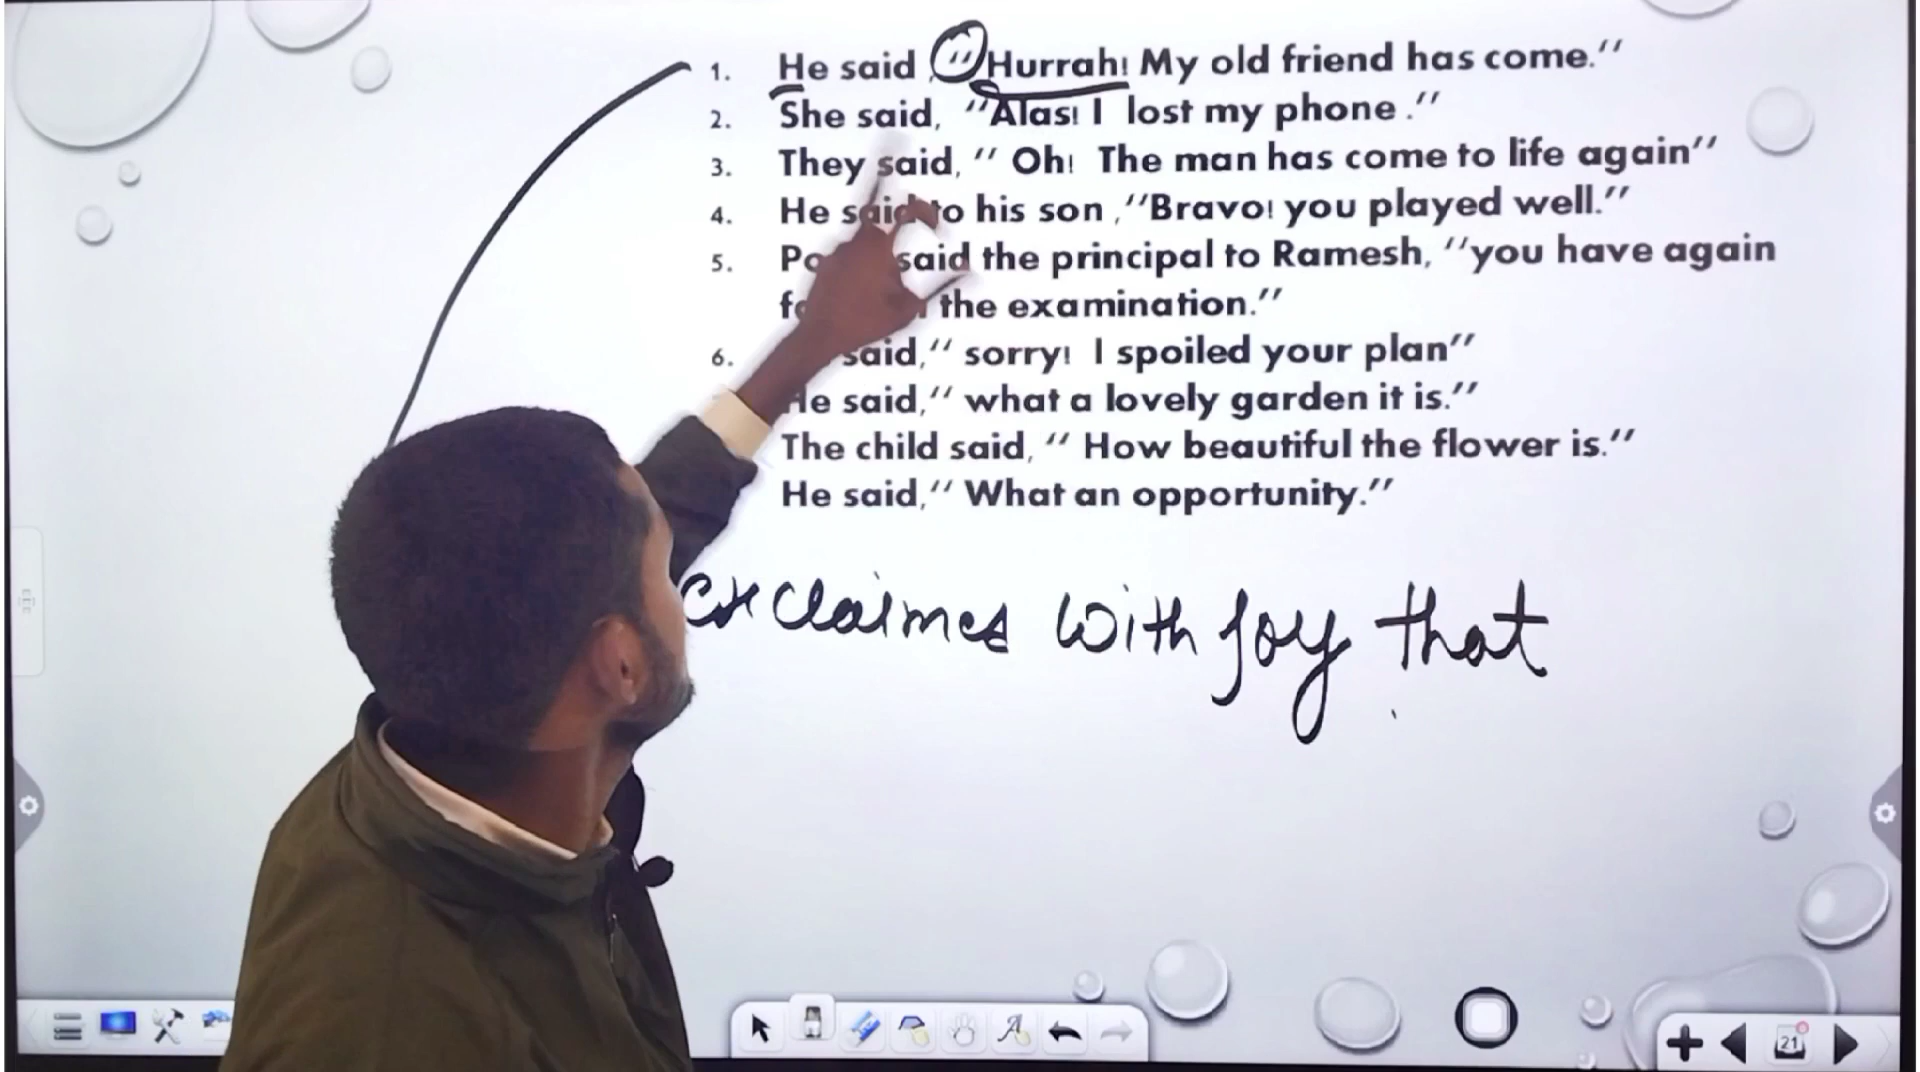 1. He said ,"Hurrah! My old friend has come."
2. She said, "Alas! I lost my phone ."
3. They said, " Oh! The man has come to life again"
4. He said to his son ,"Bravo! you played well."
5. said the principal to Ramesh, "you have again
the examination."
6. said," sorry! I spoiled your plan"
He said," what a lovely garden it is."
The child said, " How beautiful the flower is."
He said," What an opportunity."
exclaimes with joy that
21